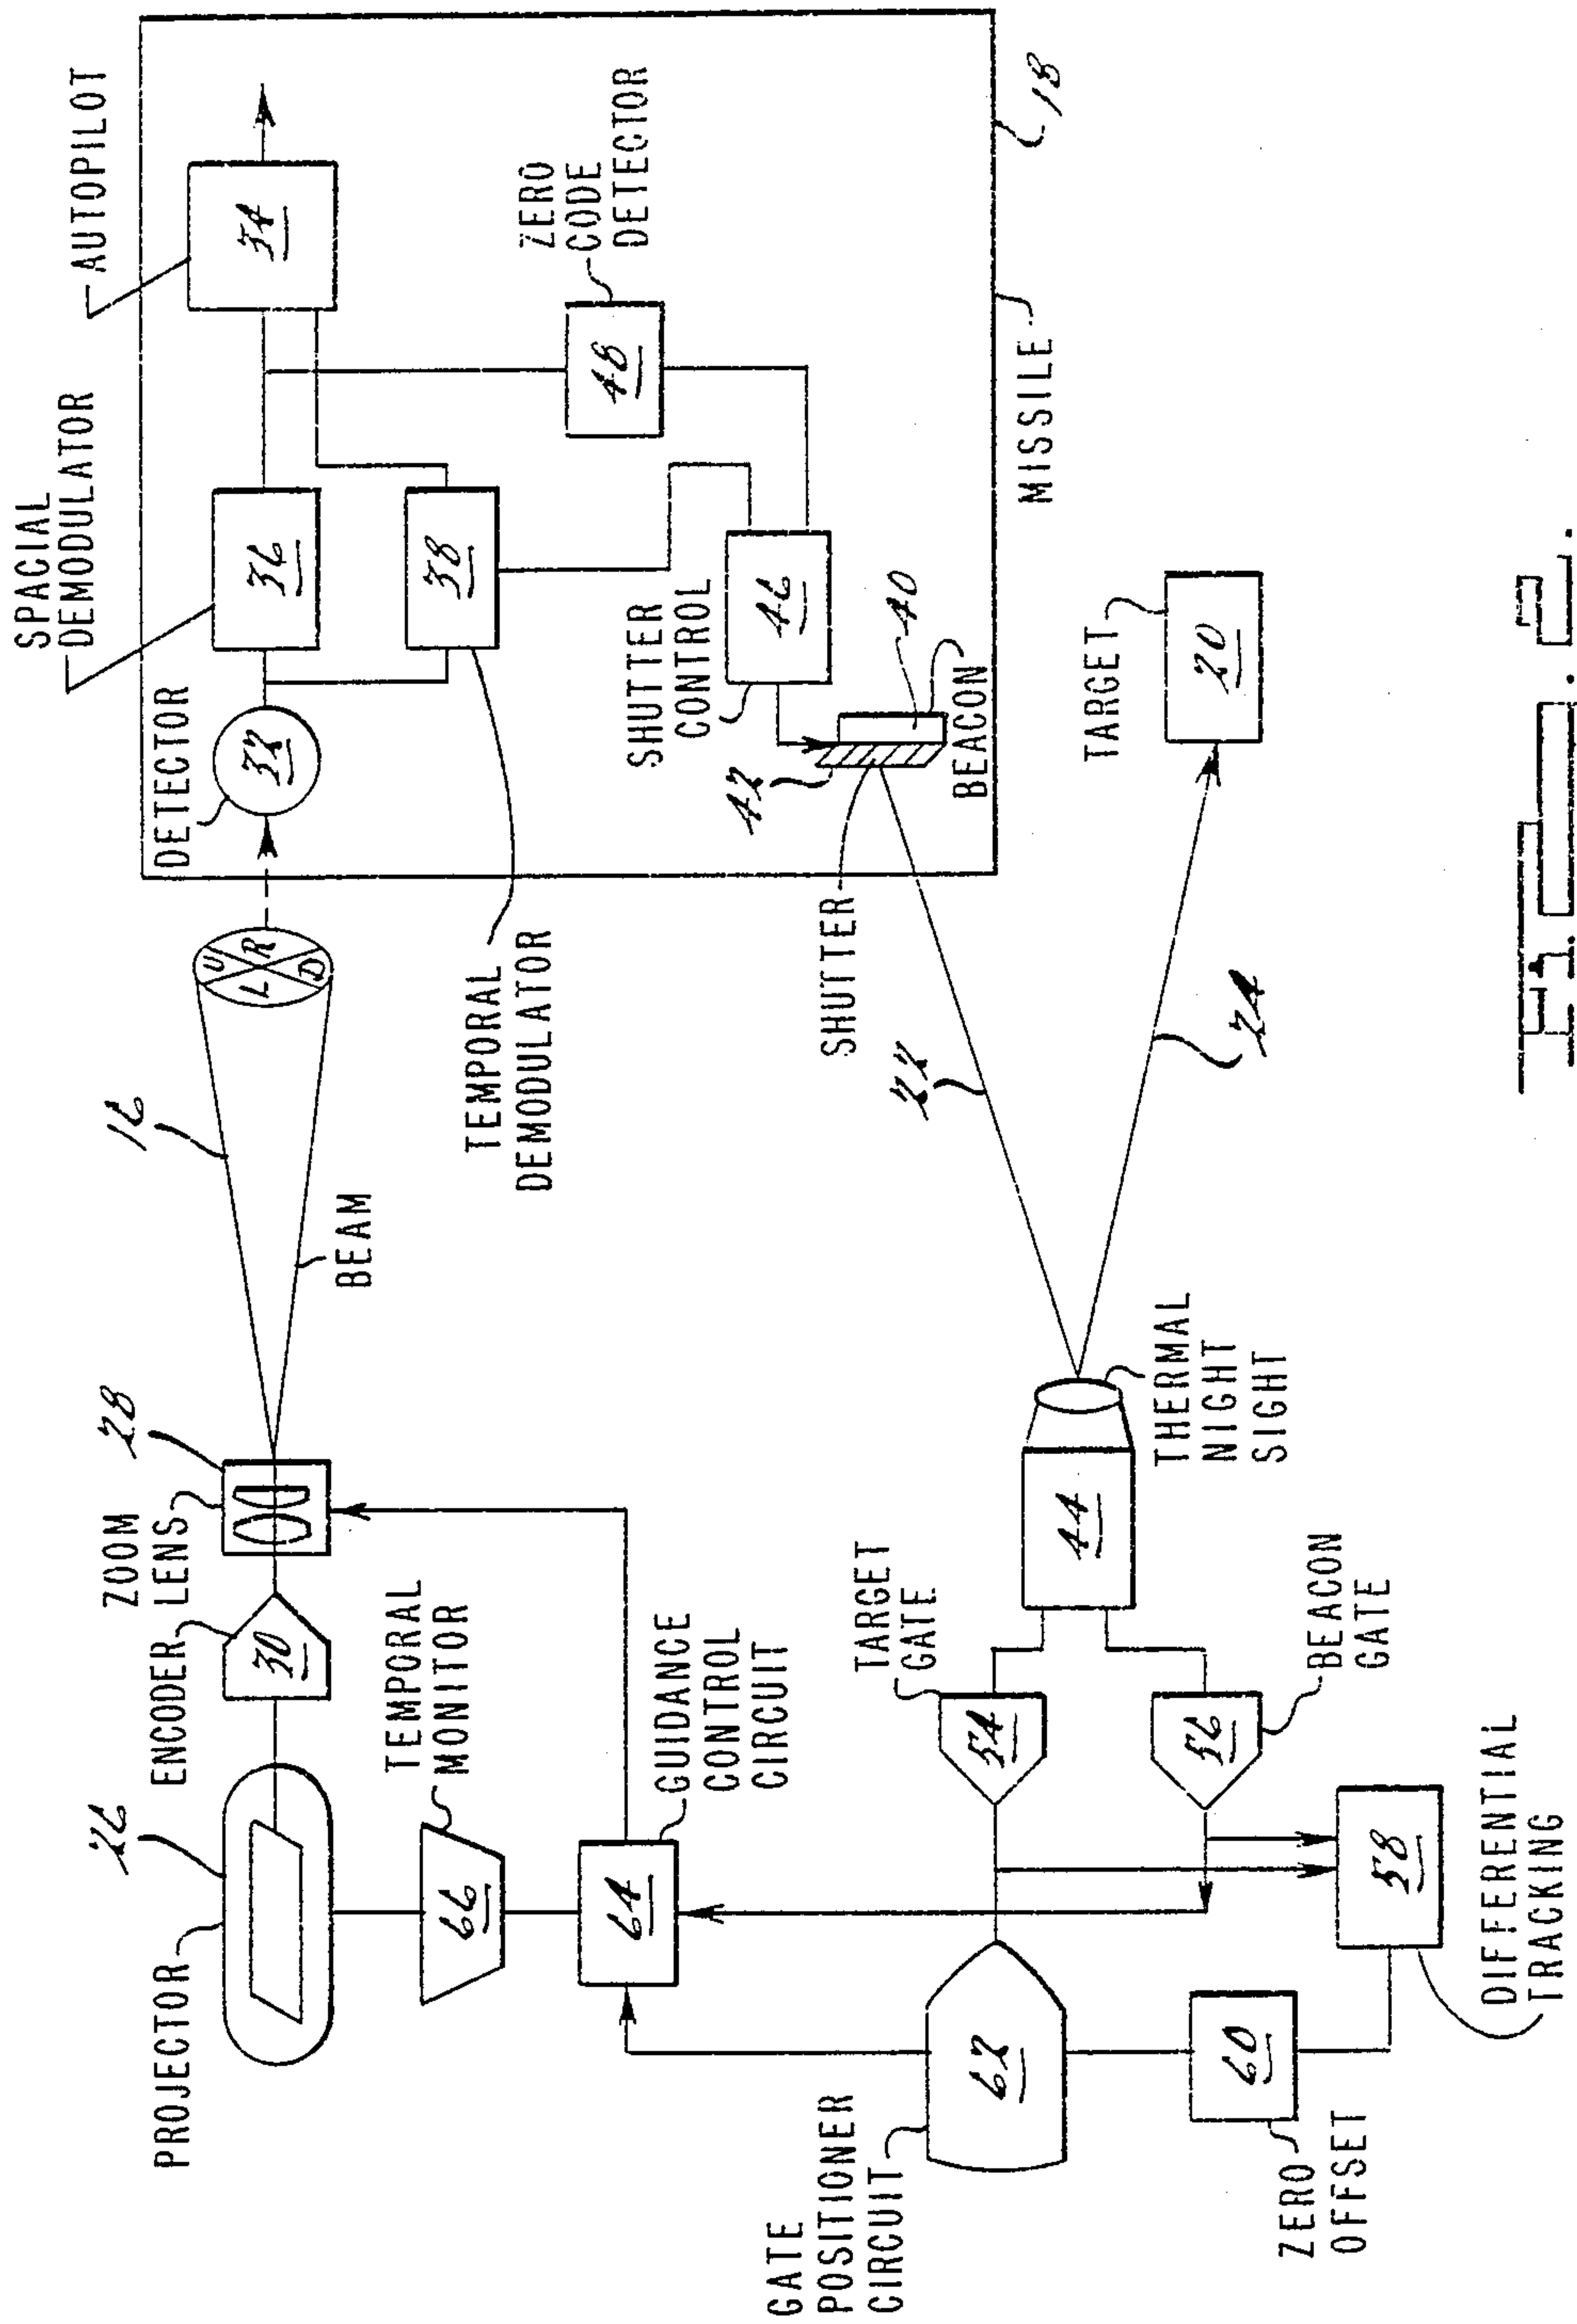 PROJECTOR
26
ENCODER
30
ZOOM
LENS
28
16
BEAM
U
L
R
D
DETECTOR
32
SPACIAL
DEMODULATOR
36
AUTOPILOT
34
TEMPORAL
DEMODULATOR
38
ZERO
CODE
DETECTOR
48
SHUTTER
CONTROL
46
42
40
BEACON
SHUTTER
MISSILE
18
TEMPORAL
MONITOR
66
GUIDANCE
CONTROL
CIRCUIT
64
22
24
TARGET
20
THERMAL
NIGHT
SIGHT
44
TARGET
GATE
54
BEACON
GATE
56
GATE
POSITIONER
CIRCUIT
62
ZERO
OFFSET
60
DIFFERENTIAL
TRACKING
58